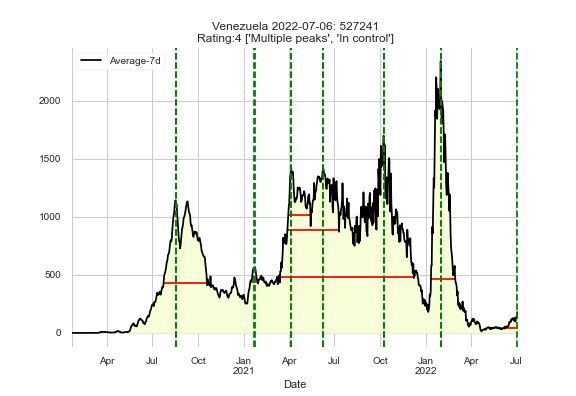 Venezuela 2022-07-06: 527241
Rating:4 ['Multiple peaks', 'In control']
Average-7d
2000
1500
1000
500
0
Apr Jul Oct Jan Apr Jul Oct Jan Apr Jul
2021 2022
Date